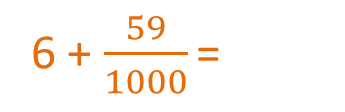 6 + 59/1000 =